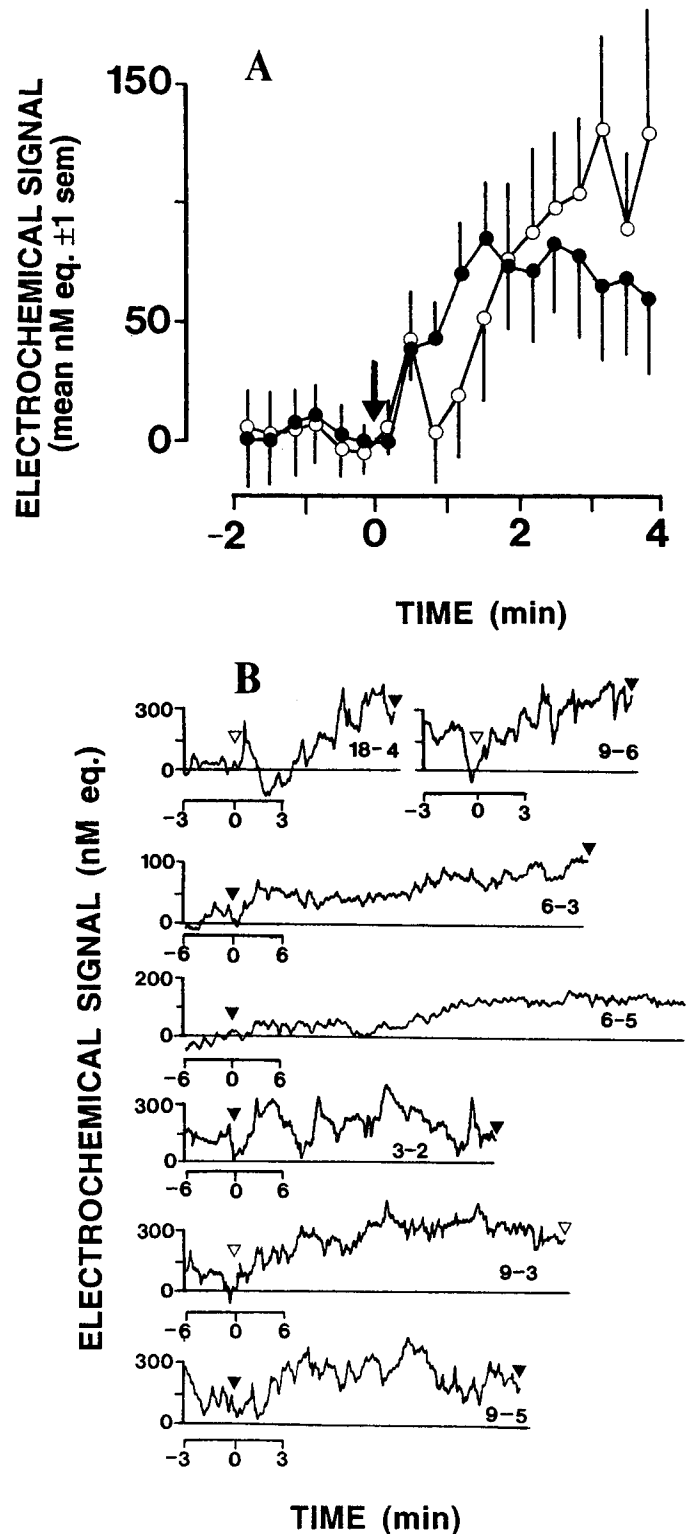 A
ELECTROCHEMICAL SIGNAL
(mean nM eq. ±1 sem)
150
50
0
-2 0 2 4
TIME (min)
B
ELECTROCHEMICAL SIGNAL (nM eq.)
300
0
18-4
-3 0 3
9-6
-3 0 3
100
0
6-3
-6 0 6
200
0
6-5
-6 0 6
300
0
3-2
-6 0 6
300
0
9-3
-6 0 6
300
0
9-5
-3 0 3
TIME (min)